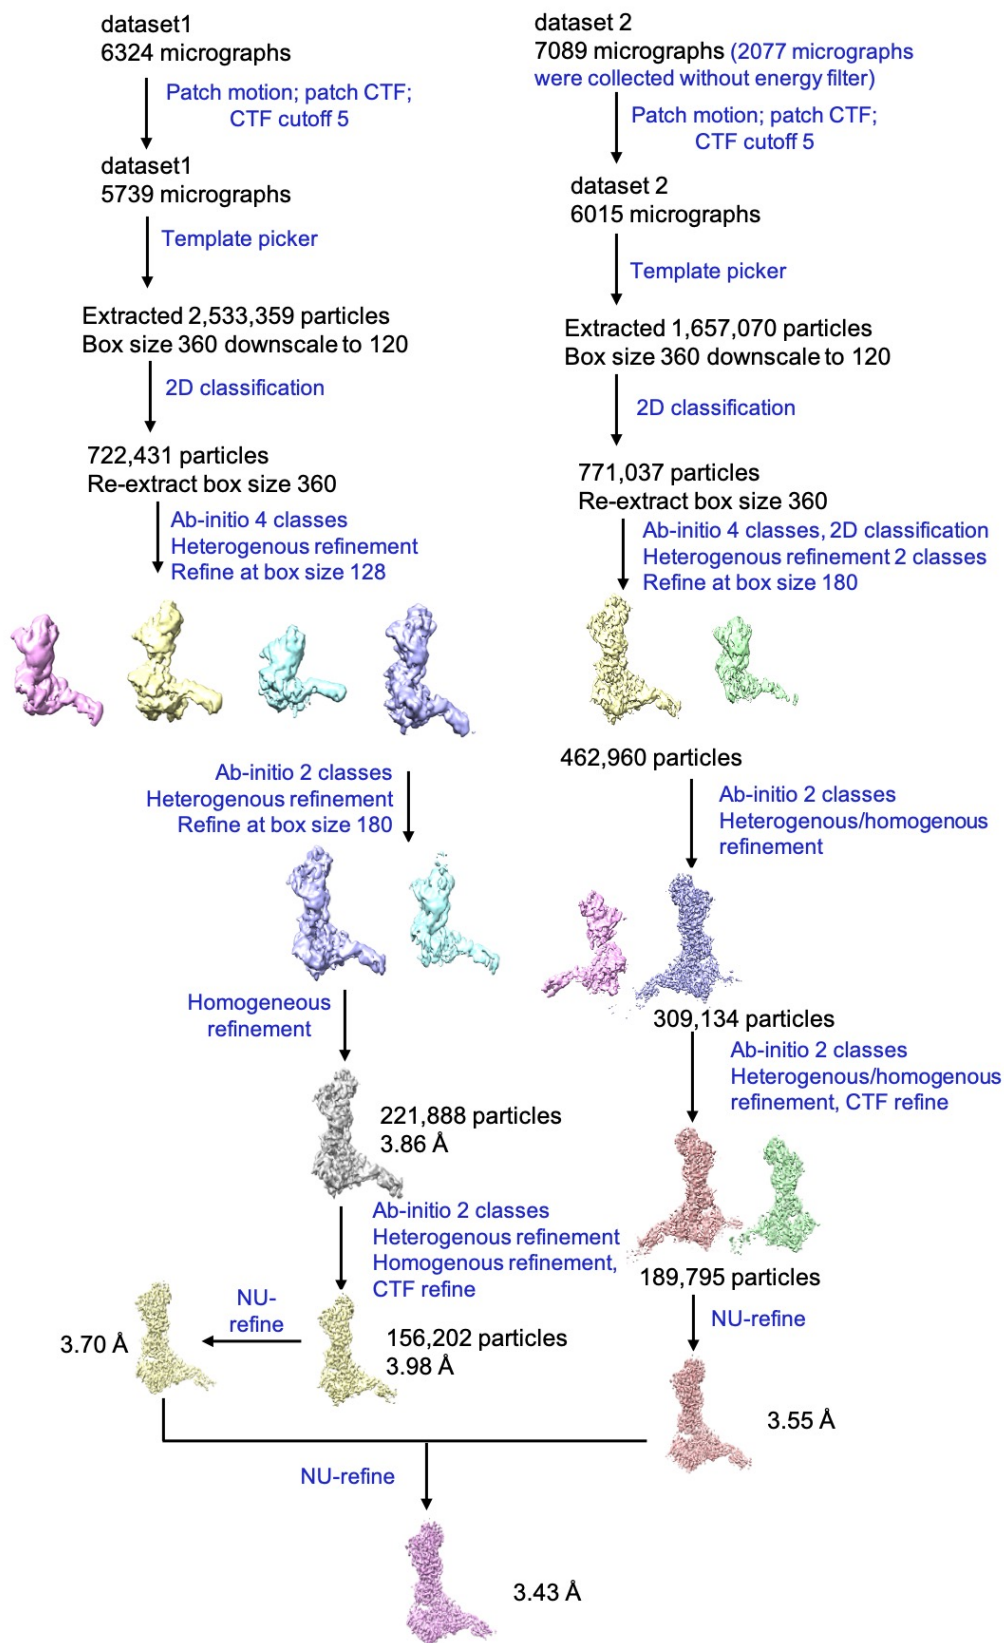 dataset1
6324 micrographs
Patch motion; patch CTF;
CTF cutoff 5
dataset1
5739 micrographs
Template picker
Extracted 2,533,359 particles
Box size 360 downscale to 120
2D classification
722,431 particles
Re-extract box size 360
Ab-initio 4 classes
Heterogenous refinement
Refine at box size 128
Ab-initio 2 classes
Heterogenous refinement
Refine at box size 180
Homogeneous
refinement
221,888 particles
3.86 Å
Ab-initio 2 classes
Heterogenous refinement
Homogenous refinement,
CTF refine
156,202 particles
3.98 Å
NU-
refine
3.70 Å
dataset 2
7089 micrographs (2077 micrographs
were collected without energy filter)
Patch motion; patch CTF;
CTF cutoff 5
dataset 2
6015 micrographs
Template picker
Extracted 1,657,070 particles
Box size 360 downscale to 120
2D classification
771,037 particles
Re-extract box size 360
Ab-initio 4 classes, 2D classification
Heterogenous refinement 2 classes
Refine at box size 180
462,960 particles
Ab-initio 2 classes
Heterogenous/homogenous
refinement
309,134 particles
Ab-initio 2 classes
Heterogenous/homogenous
refinement, CTF refine
189,795 particles
NU-refine
3.55 Å
NU-refine
3.43 Å